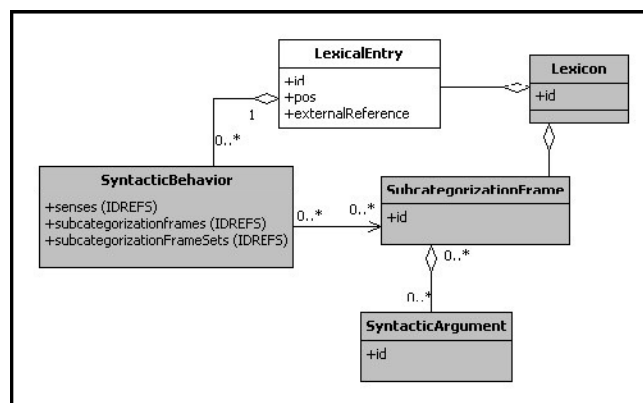 LexicalEntry
+id
+pos
+externalReference
Lexicon
+id
1
0..*
SyntacticBehavior
+senses (IDREFS)
+subcategorizationframes (IDREFS)
+subcategorizationFrameSets (IDREFS)
0..*
0..*
SubcategorizationFrame
+id
0..*
0..*
SyntacticArgument
+id